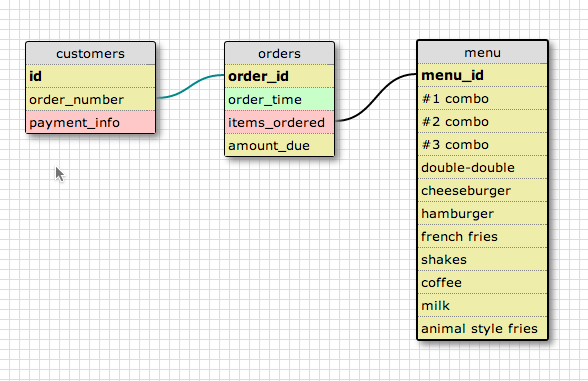 customers
id
order_number
payment_info
orders
order_id
order_time
items_ordered
amount_due
menu
menu_id
#1 combo
#2 combo
#3 combo
double-double
cheeseburger
hamburger
french fries
shakes
coffee
milk
animal style fries